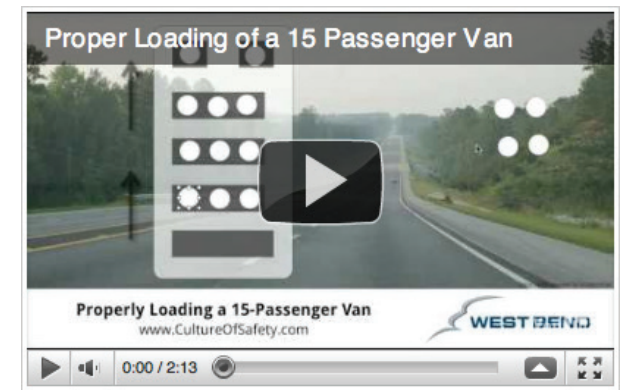 Proper Loading of a 15 Passenger Van
Properly Loading a 15-Passenger Van
www.CultureOfSafety.com
WEST BEND
0:00 / 2:13